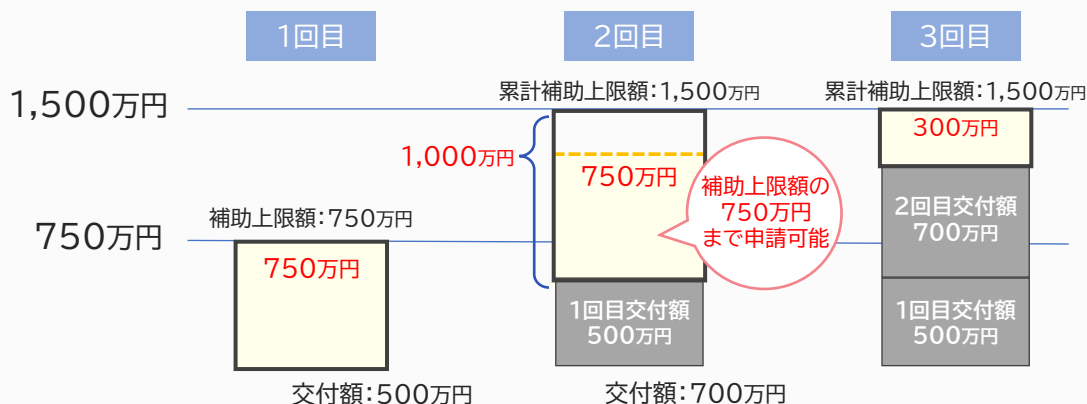 1回目
2回目
3回目
1,500万円
累計補助上限額:1,500万円
累計補助上限額:1,500万円
1,000万円
300万円
750万円
補助上限額の
750万円
まで申請可能
2回目交付額
700万円
補助上限額:750万円
750万円
750万円
1回目交付額
500万円
1回目交付額
500万円
交付額:500万円
交付額:700万円